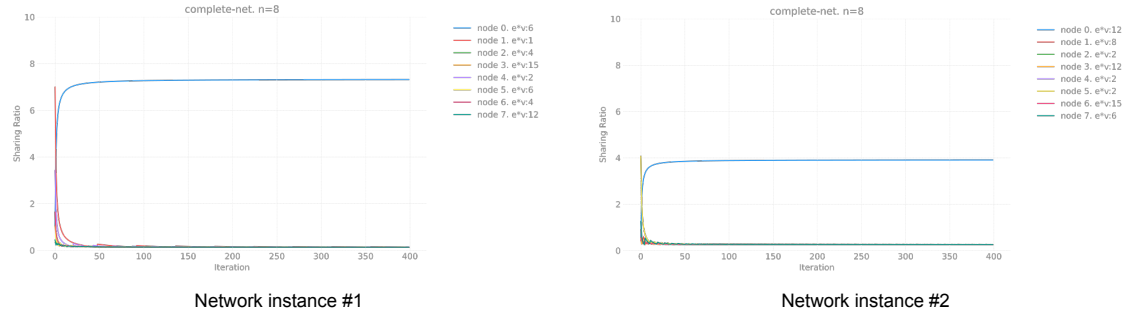 complete-net. n=8
10
8
6
4
2
0
Sharing Ratio
0 50 100 150 200 250 300 350 400
Iteration
node 0. e*v:6
node 1. e*v:1
node 2. e*v:4
node 3. e*v:15
node 4. e*v:2
node 5. e*v:6
node 6. e*v:4
node 7. e*v:12
Network instance #1
complete-net. n=8
10
8
6
4
2
0
Sharing Ratio
0 50 100 150 200 250 300 350 400
Iteration
node 0. e*v:12
node 1. e*v:8
node 2. e*v:2
node 3. e*v:12
node 4. e*v:2
node 5. e*v:2
node 6. e*v:15
node 7. e*v:6
Network instance #2